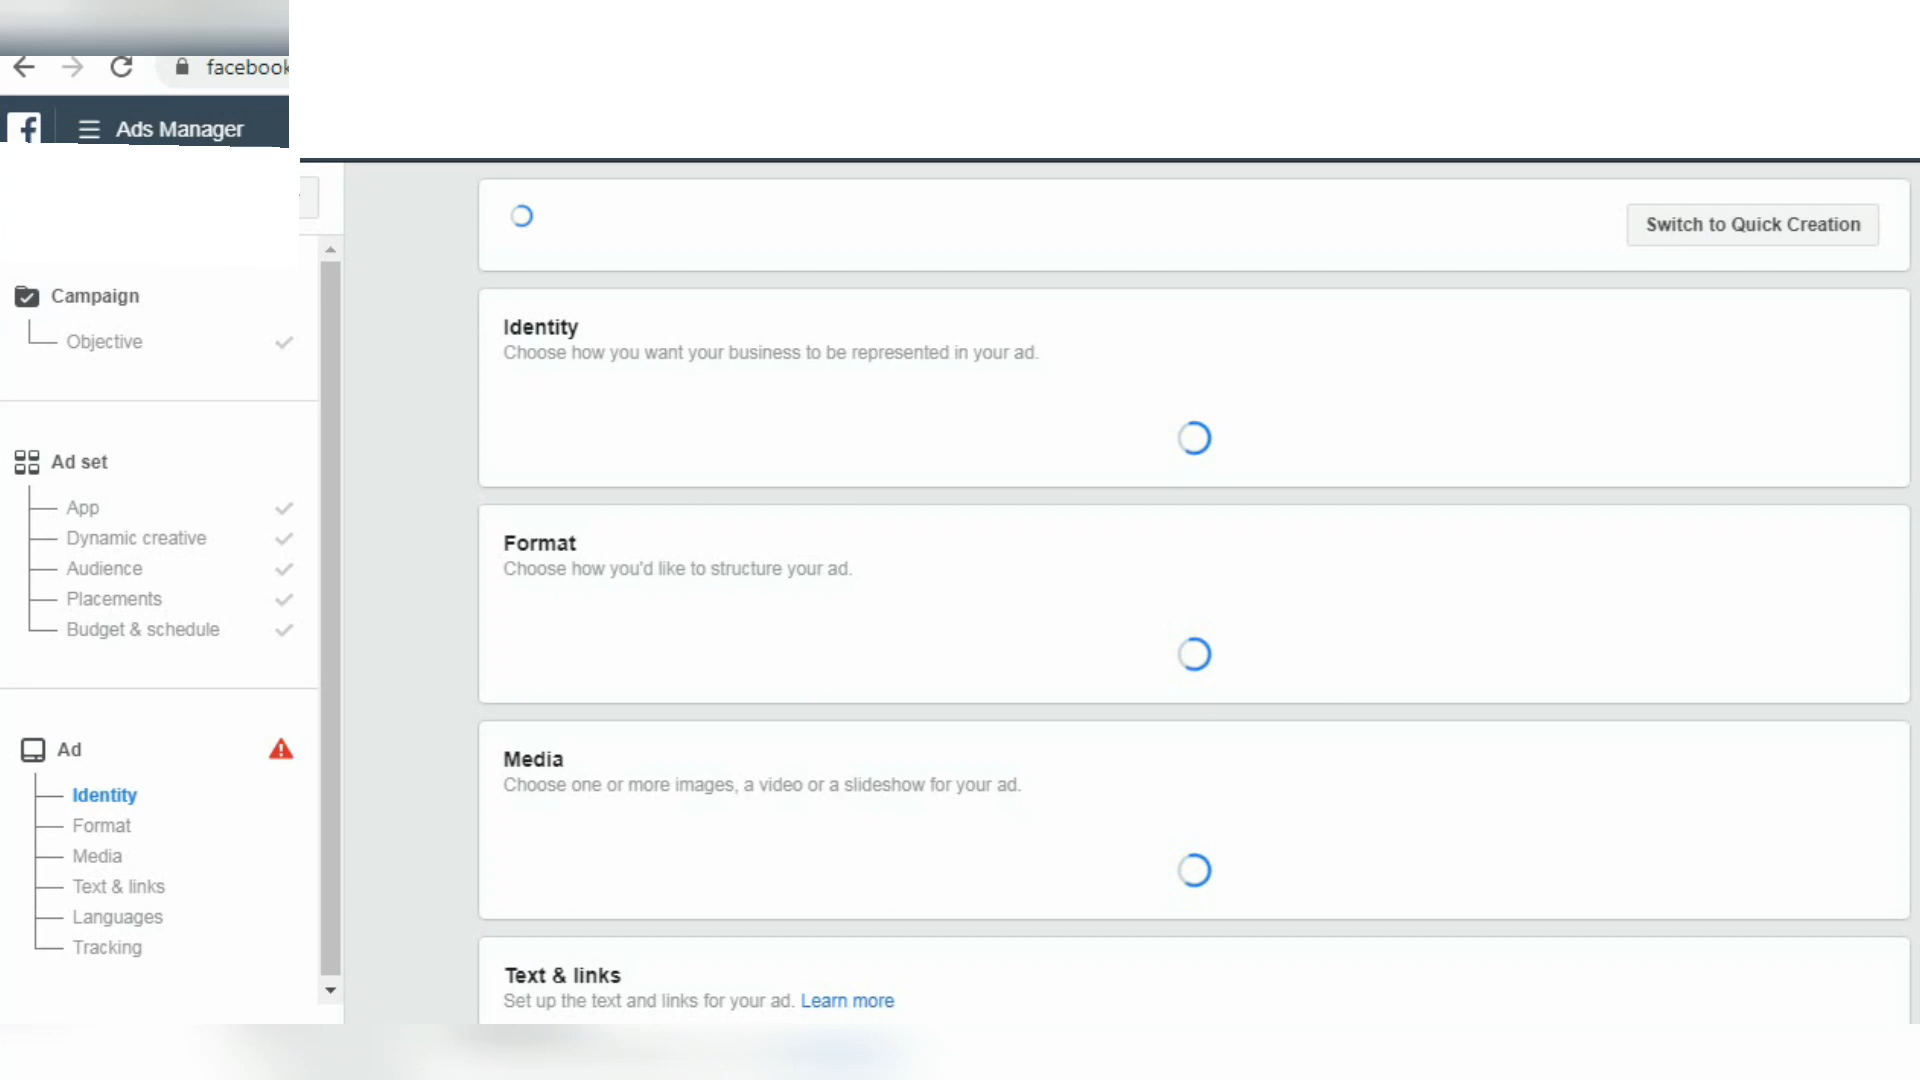 facebook
Ads Manager
Switch to Quick Creation
Campaign
Objective
Ad set
App
Dynamic creative
Audience
Placements
Budget & schedule
Ad
Identity
Format
Media
Text & links
Languages
Tracking
Identity
Choose how you want your business to be represented in your ad.
Format
Choose how you'd like to structure your ad.
Media
Choose one or more images, a video or a slideshow for your ad.
Text & links
Set up the text and links for your ad. Learn more